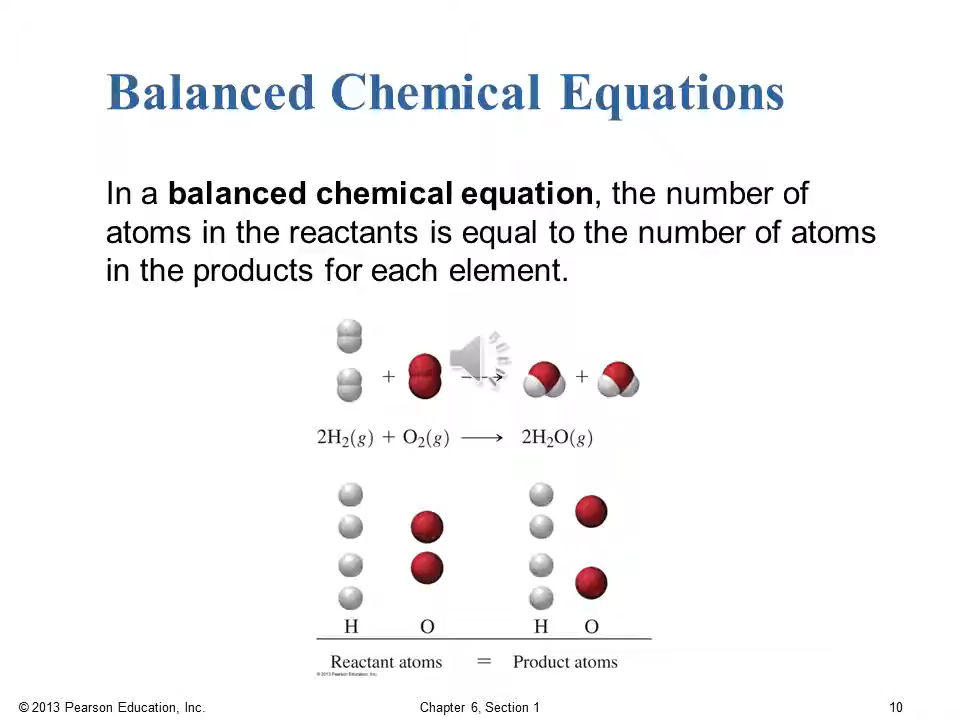 Balanced Chemical Equations
In a balanced chemical equation, the number of
atoms in the reactants is equal to the number of atoms
in the products for each element.
+ +
2H₂(g) + O₂(g) ⟶ 2H₂O(g)
H O H O
Reactant atoms = Product atoms
© 2013 Pearson Education, Inc.
© 2013 Pearson Education, Inc. Chapter 6, Section 1 10